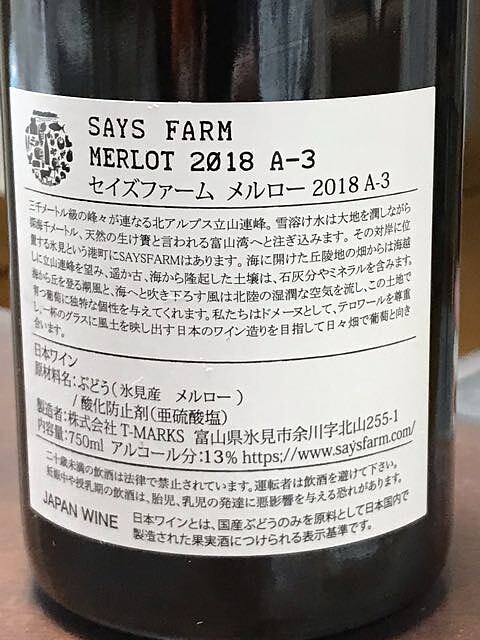 SAYS FARM
MERLOT 2018 A-3
セイズファーム メルロー 2018 A-3
三千メートル級の峰々が連なる北アルプス立山連峰。雪溶け水は大地を潤しながら
深海千メートル、天然の生け簀と言われる富山湾へと注ぎ込みます。その対岸に位
置する氷見という港町にSAYSFARMはあります。海に開けた丘陵地の畑からは海越
しに立山連峰を望み、遥か古、海から隆起した土壌は、石灰分やミネラルを含みます。
海から丘を登る潮風と、海へと吹き下ろす風は北陸の湿潤な空気を流し、この土地で
育つ葡萄に独特な個性を与えてくれます。私たちはドメーヌとして、テロワールを尊重
し、一杯のグラスに風土を映し出す日本のワイン造りを目指して日々畑で葡萄と向き
合います。
日本ワイン
原材料名:ぶどう(氷見産 メルロー)
/酸化防止剤(亜硫酸塩)
製造者:株式会社 T-MARKS 富山県氷見市余川字北山255-1
内容量:750ml アルコール分:13% https://www.saysfarm.com/
二十歳未満の飲酒は法律で禁止されています。運転者は飲酒を避けて下さい。
妊娠中や授乳期の飲酒は、胎児、乳児の発達に悪影響を与える恐れがあります。
JAPAN WINE
日本ワインとは、国産ぶどうのみを原料として日本国内で
製造された果実酒につけられる表示基準です。